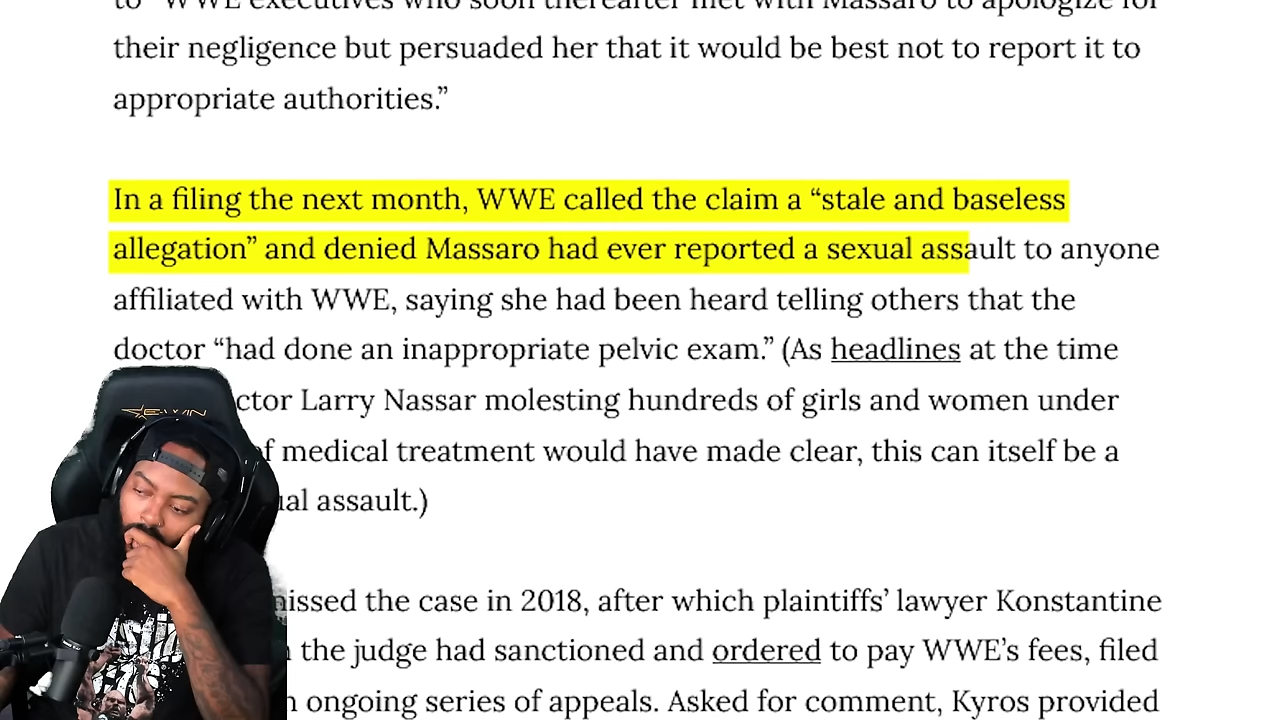 to “WWE executives who soon thereafter met with Massaro to apologize for
their negligence but persuaded her that it would be best not to report it to
appropriate authorities.”
In a filing the next month, WWE called the claim a “stale and baseless
allegation” and denied Massaro had ever reported a sexual assault to anyone
affiliated with WWE, saying she had been heard telling others that the
doctor “had done an inappropriate pelvic exam.” (As headlines at the time
ctor Larry Nassar molesting hundreds of girls and women under
of medical treatment would have made clear, this can itself be a
ual assault.)
missed the case in 2018, after which plaintiffs’ lawyer Konstantine
the judge had sanctioned and ordered to pay WWE’s fees, filed
ongoing series of appeals. Asked for comment, Kyros provided